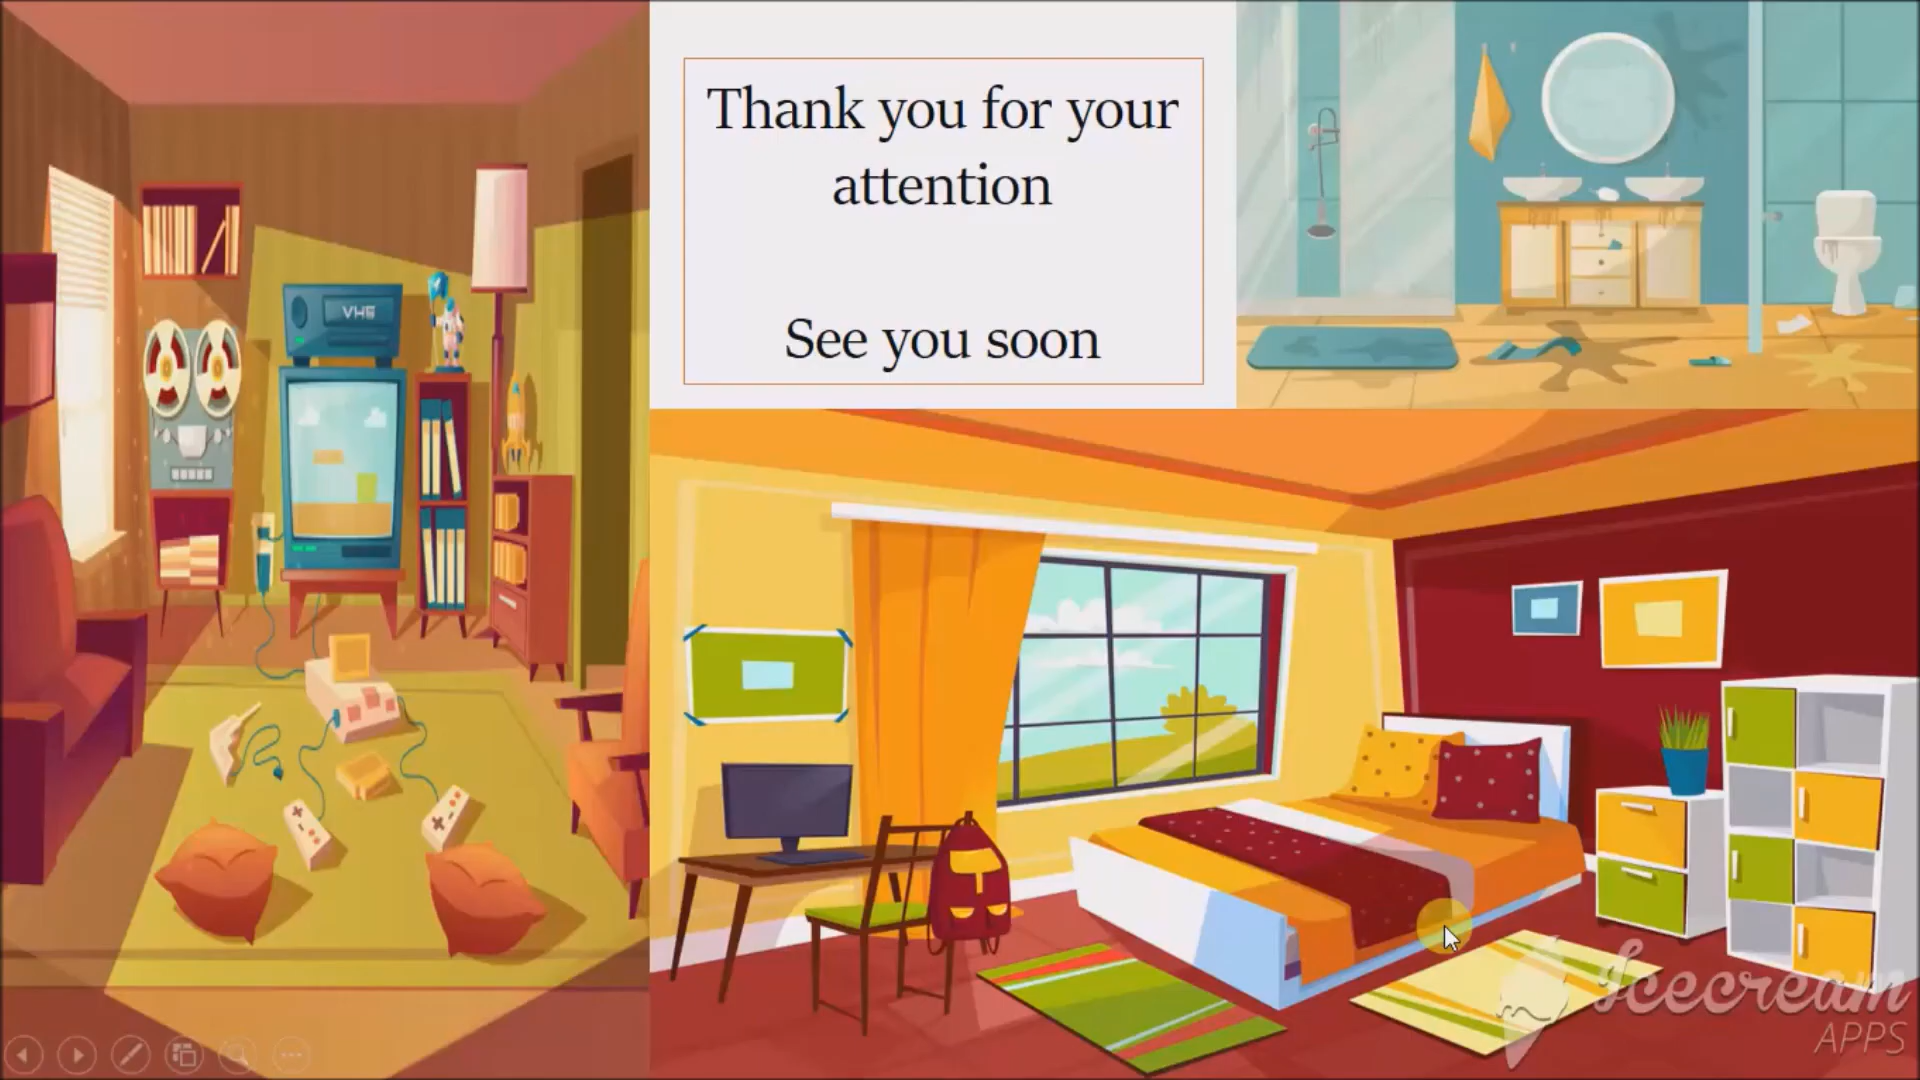 Thank you for your
attention
See you soon
VHS
Icecream
APPS